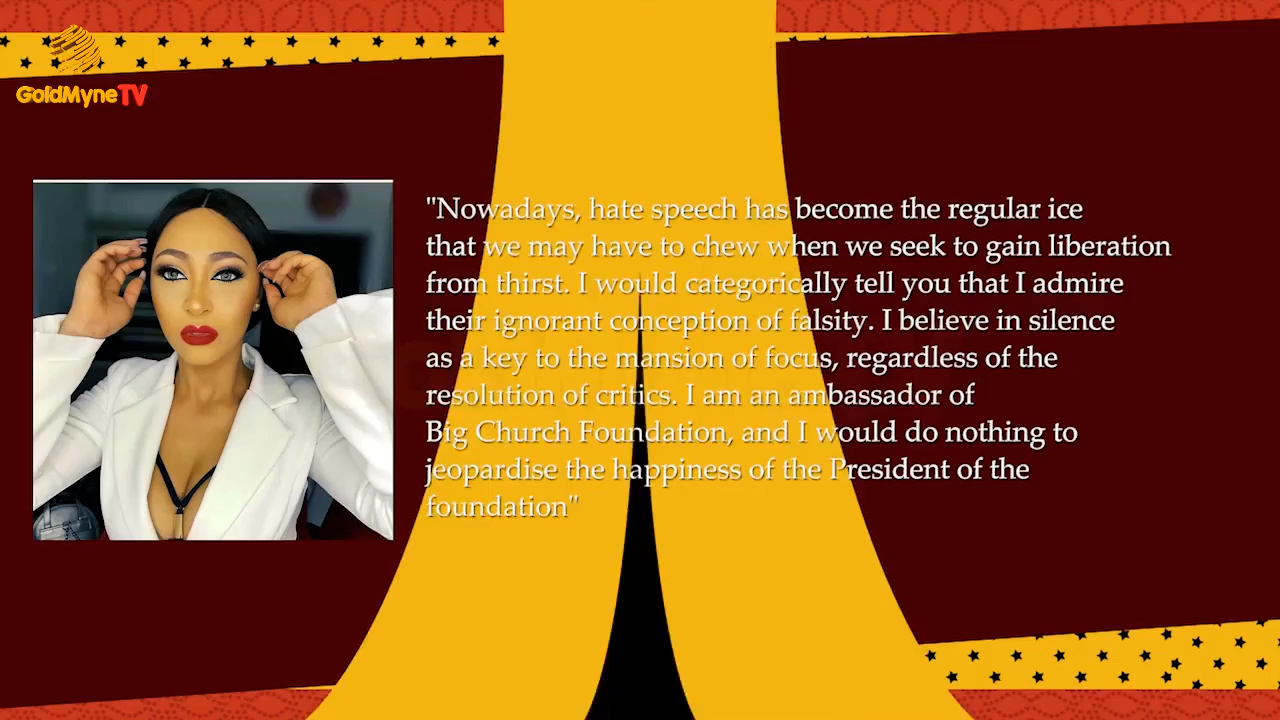 GoldMyneTV
"Nowadays, hate speech has become the regular ice
that we may have to chew when we seek to gain liberation
from thirst. I would categorically tell you that I admire
their ignorant conception of falsity. I believe in silence
as a key to the mansion of focus, regardless of the
resolution of critics. I am an ambassador of
Big Church Foundation, and I would do nothing to
jeopardise the happiness of the President of the
foundation"